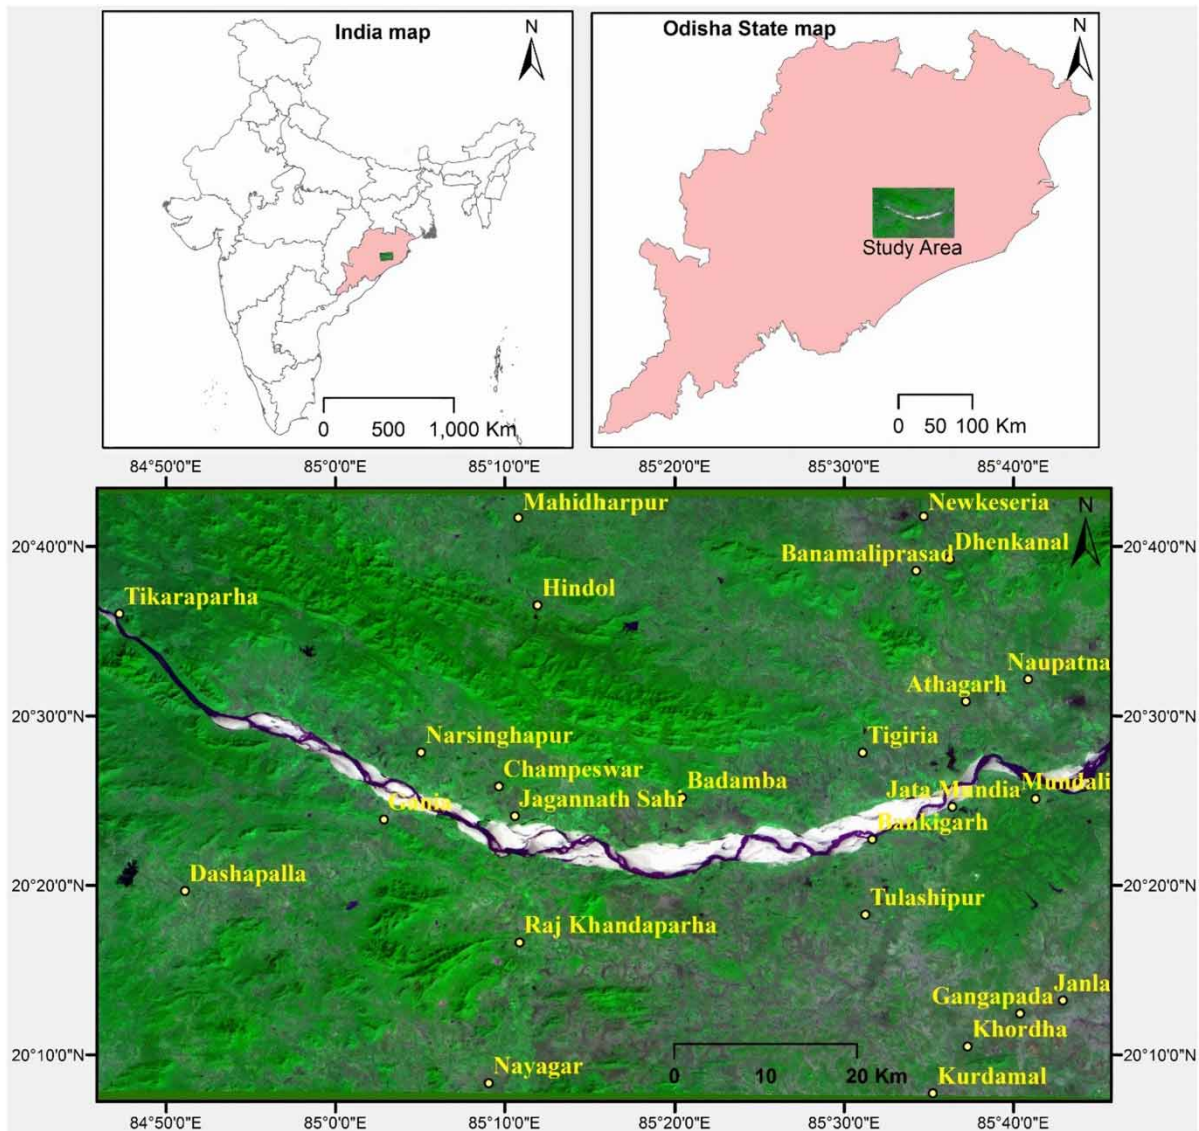 India map
N
0 500 1,000 Km
Odisha State map
N
Study Area
0 50 100 Km
84°50'0"E 85°0'0"E 85°10'0"E 85°20'0"E 85°30'0"E 85°40'0"E
Mahidharpur
Newkeseria
N
20°40'0"N
Banamaliprasad
Dhenkanal
20°40'0"N
Tikaraparha
Hindol
Naupatna
Athagarh
20°30'0"N
20°30'0"N
Narsinghapur
Tigiria
Champeswar
Badamba
Jata Mundia
Mundali
Gania
Jagannath Sahi
Bankigarh
20°20'0"N
Dashapalla
20°20'0"N
Tulashipur
Raj Khandaparha
Janla
Gangapada
Khordha
20°10'0"N
20°10'0"N
Nayagar
0 10 20 Km
Kurdamal
84°50'0"E 85°0'0"E 85°10'0"E 85°20'0"E 85°30'0"E 85°40'0"E